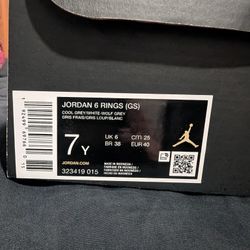 JORDAN 6 RINGS (GS)
COOL GREY/WHITE-WOLF GREY
GRIS FRAIS/GRIS LOUP/BLANC
7Y
UK 6
CM 25
BR 38
EUR 40
JORDAN.COM
323419 015
MADE IN INDONESIA